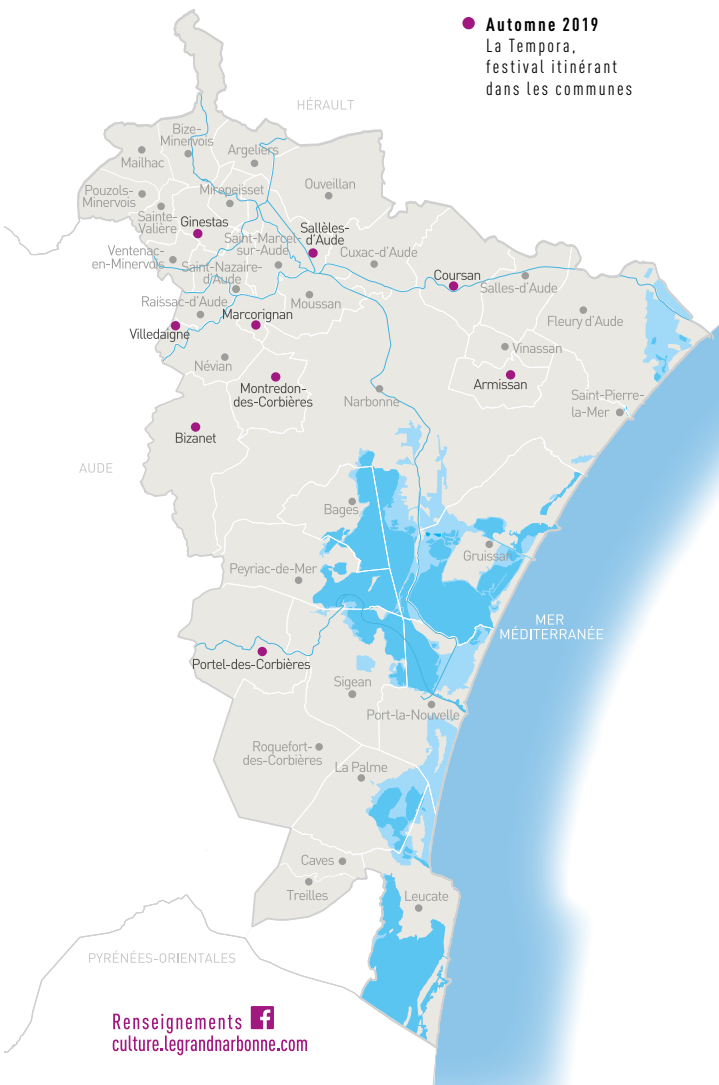 Automne 2019
La Tempora,
festival itinérant
dans les communes
HÉRAULT
Bize-
Minervois
Mailhac
Argeliers
Pouzols-
Minervois
Mirepeisset
Ouveillan
Sainte-
Valière
Ginestas
Sallèles-
d'Aude
Saint-Marcel-
sur-Aude
Cuxac-d'Aude
Ventenac-
en-Minervois
Saint-Nazaire-
d'Aude
Coursan
Salles-d'Aude
Raissac-d'Aude
Moussan
Fleury d'Aude
Villedaigne
Marcorignan
Vinassan
Névian
Montredon-
des-Corbières
Narbonne
Armissan
Saint-Pierre-
la-Mer
Bizanet
AUDE
Bages
Gruissan
Peyriac-de-Mer
MER
MÉDITERRANÉE
Portel-des-Corbières
Sigean
Port-la-Nouvelle
Roquefort-
des-Corbières
La Palme
Caves
Treilles
Leucate
PYRÉNÉES-ORIENTALES
Renseignements
culture.legrandnarbonne.com